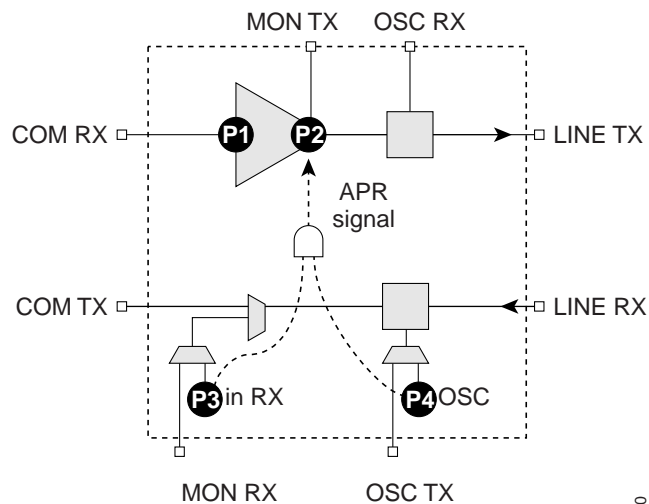 MON TX OSC RX
COM RX P1 P2 LINE TX
APR
signal
COM TX LINE RX
P3 in RX P4 OSC
MON RX OSC TX
0